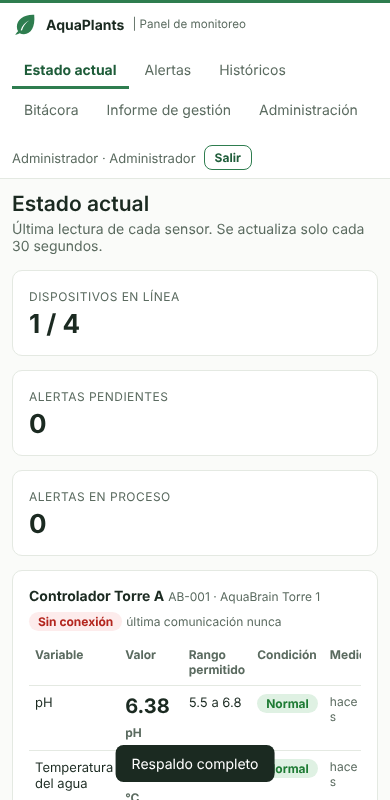 AquaPlants | Panel de monitoreo
Estado actual Alertas Históricos
Bitácora Informe de gestión Administración
Administrador · Administrador Salir
Estado actual
Última lectura de cada sensor. Se actualiza solo cada
30 segundos.
DISPOSITIVOS EN LÍNEA
1 / 4
ALERTAS PENDIENTES
0
ALERTAS EN PROCESO
0
Controlador Torre A AB-001 · AquaBrain Torre 1
Sin conexión última comunicación nunca
Variable Valor Rango permitido Condición
pH 6.38 pH 5.5 a 6.8 Normal hace
s
Temperatura
del agua
°C
Respaldo completo